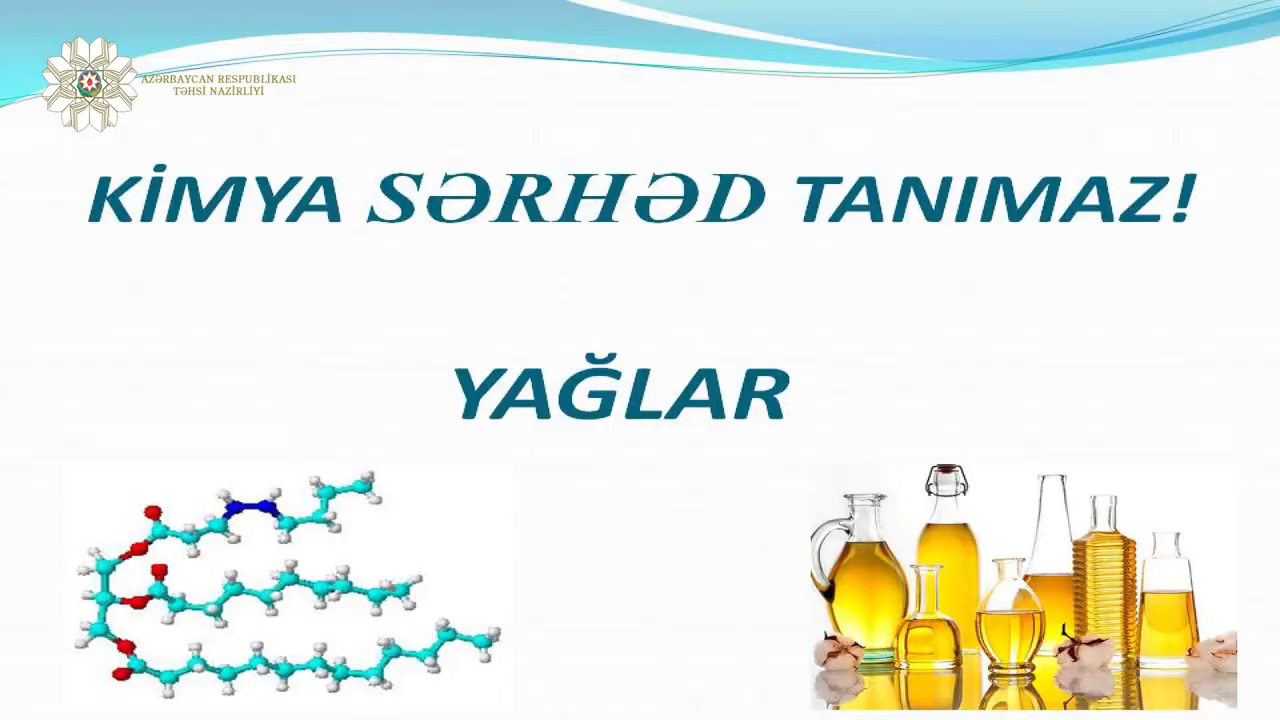 AZƏRBAYCAN RESPUBLİKASI
TƏHSİ NAZİRLİYİ
KİMYA SƏRHƏD TANIMAZ!
YAĞLAR